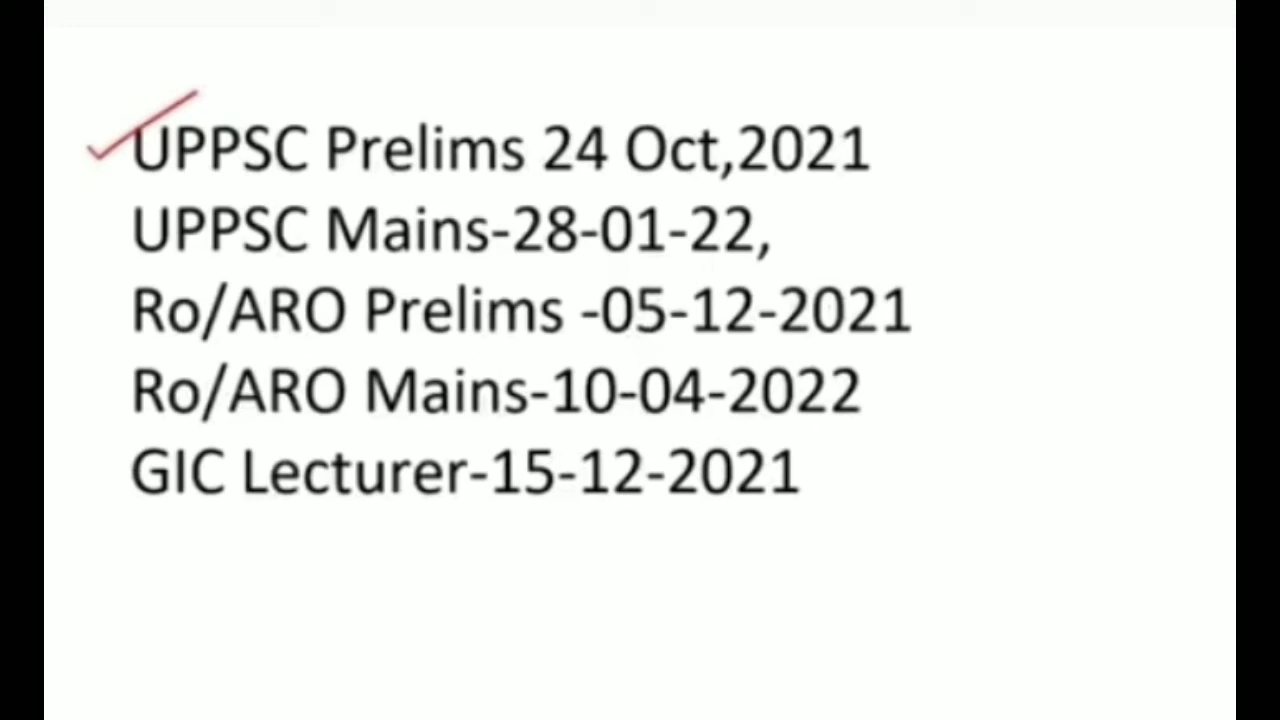 UPPSC Prelims 24 Oct,2021
UPPSC Mains-28-01-22,
Ro/ARO Prelims -05-12-2021
Ro/ARO Mains-10-04-2022
GIC Lecturer-15-12-2021